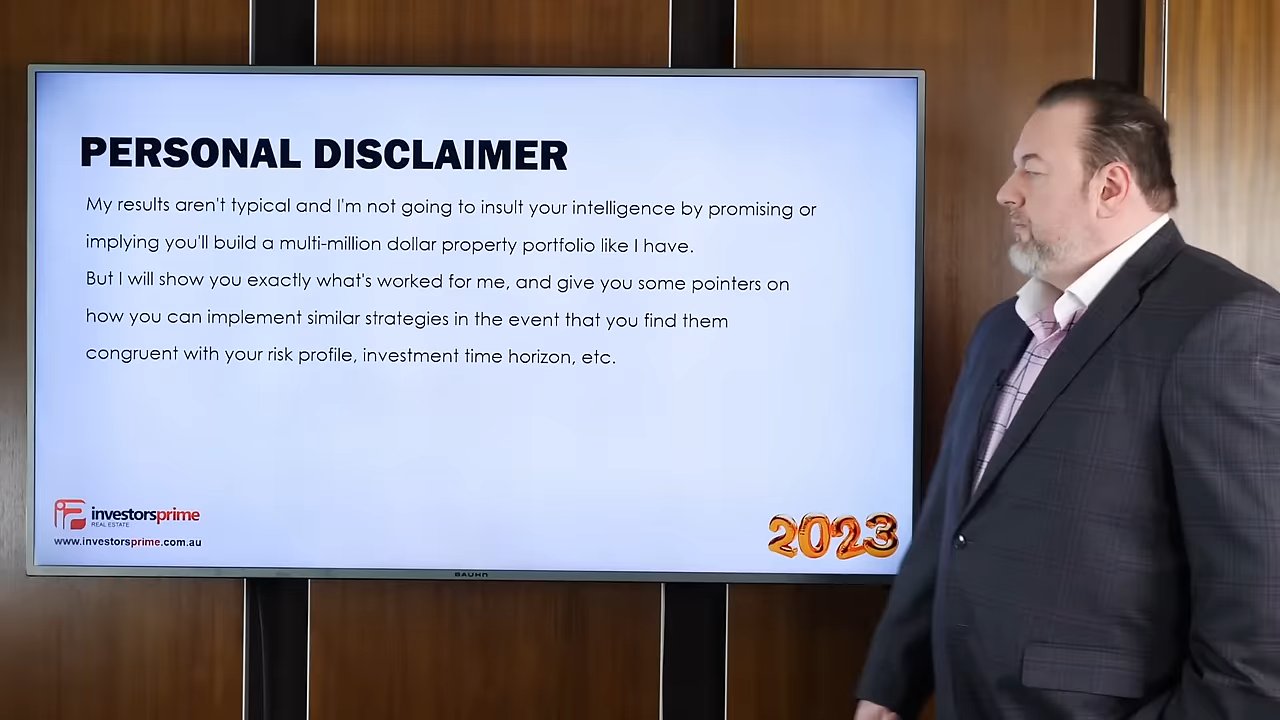 PERSONAL DISCLAIMER
My results aren't typical and I'm not going to insult your intelligence by promising or
implying you'll build a multi-million dollar property portfolio like I have.
But I will show you exactly what's worked for me, and give you some pointers on
how you can implement similar strategies in the event that you find them
congruent with your risk profile, investment time horizon, etc.
investorsprime
REAL ESTATE
www.investorsprime.com.au
2023
BAUHN